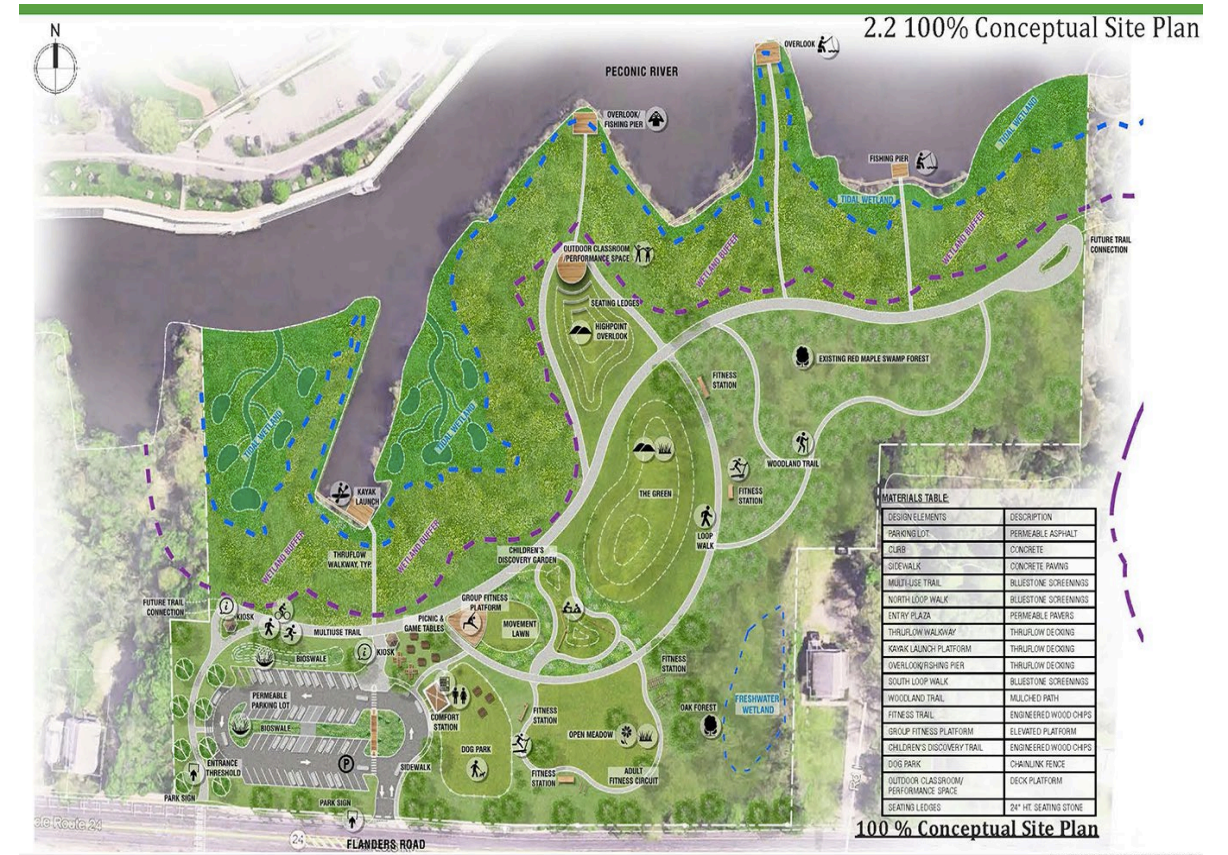 2.2 100% Conceptual Site Plan
N
OVERLOOK
PECONIC RIVER
OVERLOOK/
FISHING PIER
TIDAL WETLAND
FISHING PIER
TIDAL WETLAND
WETLAND BUFFER
WETLAND BUFFER
FUTURE TRAIL
CONNECTION
OUTDOOR CLASSROOM
/PERFORMANCE SPACE
SEATING LEDGES
HIGHPOINT
OVERLOOK
EXISTING RED MAPLE SWAMP FOREST
FITNESS
STATION
TIDAL WETLAND
TIDAL WETLAND
WOODLAND TRAIL
KAYAK
LAUNCH
THE GREEN
FITNESS
STATION
LOOP
WALK
WETLAND BUFFER
WETLAND BUFFER
THRUFLOW
WALKWAY, TYP.
CHILDREN'S
DISCOVERY GARDEN
FUTURE TRAIL
CONNECTION
i
KIOSK
GROUP FITNESS
PLATFORM
PICNIC &
GAME TABLES
MOVEMENT
LAWN
MULTIUSE TRAIL
i
KIOSK
BIOSWALE
FITNESS
STATION
PERMEABLE
PARKING LOT
BIOSWALE
COMFORT
STATION
FITNESS
STATION
OAK FOREST
FRESHWATER
WETLAND
OPEN MEADOW
DOG PARK
ENTRANCE
THRESHOLD
P
SIDEWALK
FITNESS
STATION
ADULT
FITNESS CIRCUIT
PARK SIGN
PARK SIGN
24
FLANDERS ROAD
MATERIALS TABLE:
DESIGN ELEMENTS DESCRIPTION
PARKING LOT PERMEABLE ASPHALT
CURB CONCRETE
SIDEWALK CONCRETE PAVING
MULTI-USE TRAIL BLUESTONE SCREENINGS
NORTH LOOP WALK BLUESTONE SCREENINGS
ENTRY PLAZA PERMEABLE PAVERS
THRUFLOW WALKWAY THRUFLOW DECKING
KAYAK LAUNCH PLATFORM THRUFLOW DECKING
OVERLOOK/FISHING PIER THRUFLOW DECKING
SOUTH LOOP WALK BLUESTONE SCREENINGS
WOODLAND TRAIL MULCHED PATH
FITNESS TRAIL ENGINEERED WOOD CHIPS
GROUP FITNESS PLATFORM ELEVATED PLATFORM
CHILDREN'S DISCOVERY TRAIL ENGINEERED WOOD CHIPS
DOG PARK CHAINLINK FENCE
OUTDOOR CLASSROOM/
PERFORMANCE SPACE DECK PLATFORM
SEATING LEDGES 24" HT. SEATING STONE
100 % Conceptual Site Plan